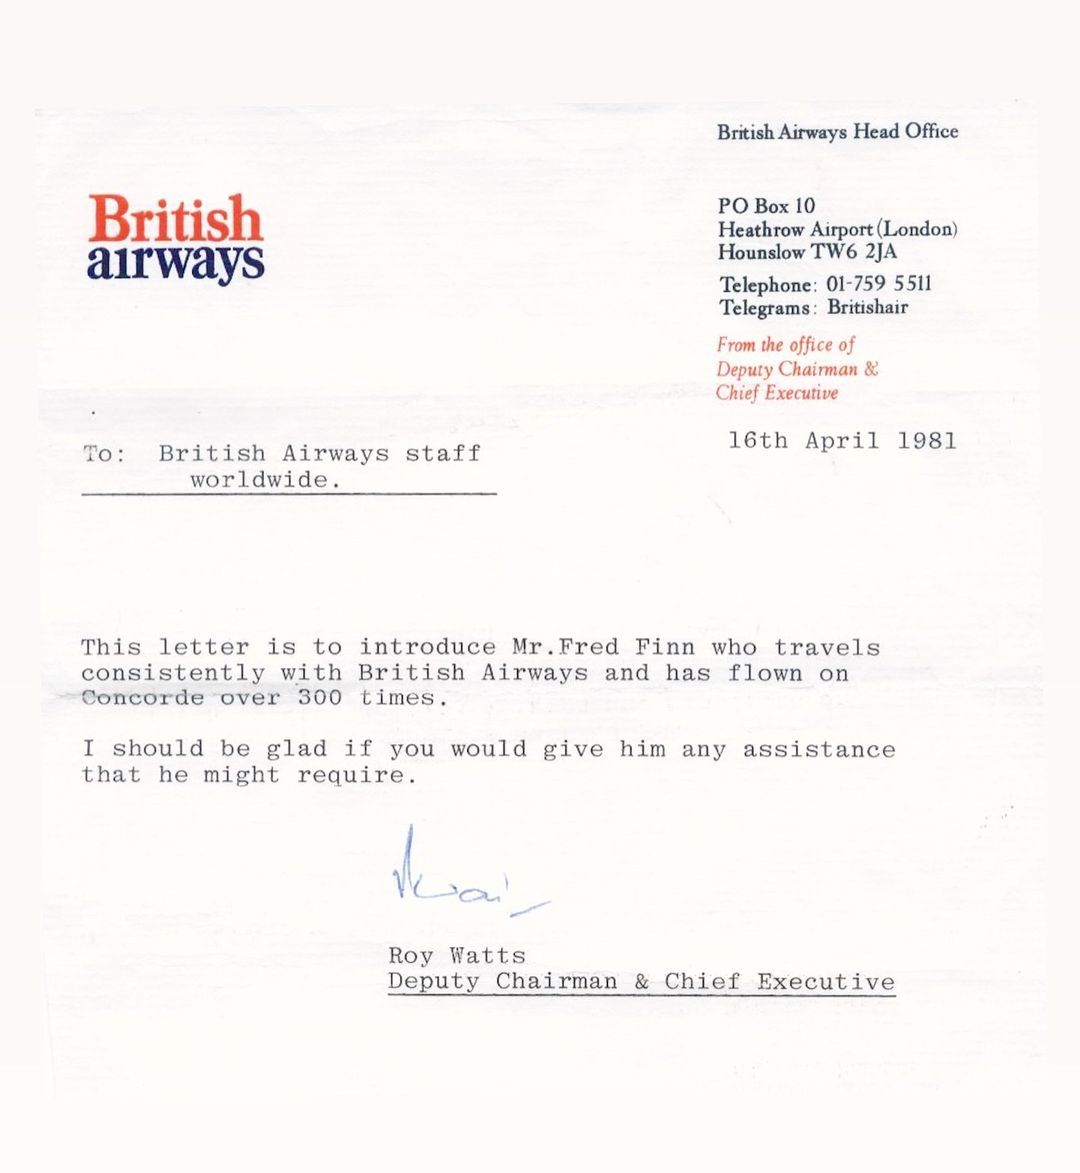 British Airways Head Office
British
airways
PO Box 10
Heathrow Airport (London)
Hounslow TW6 2JA
Telephone: 01-759 5511
Telegrams: Britishair
From the office of
Deputy Chairman &
Chief Executive
16th April 1981
To: British Airways staff
worldwide.
This letter is to introduce Mr.Fred Finn who travels
consistently with British Airways and has flown on
Concorde over 300 times.
I should be glad if you would give him any assistance
that he might require.
Roy Watts
Deputy Chairman & Chief Executive